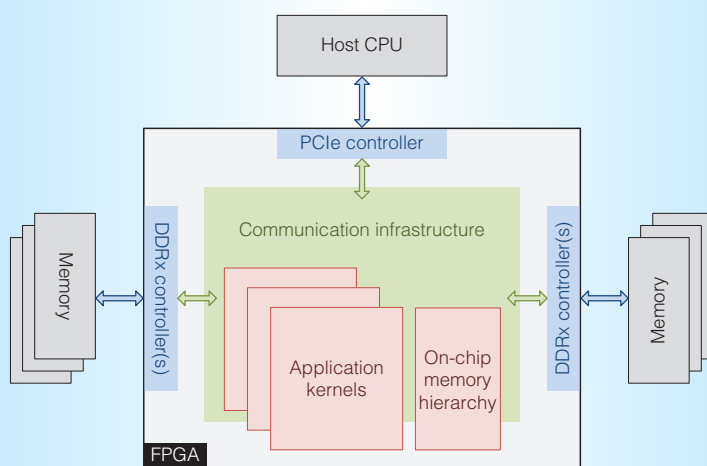 Host CPU
PCIe controller
Communication infrastructure
Memory
DDRx controller(s)
DDRx controller(s)
Memory
Application
kernels
On-chip
memory
hierarchy
FPGA